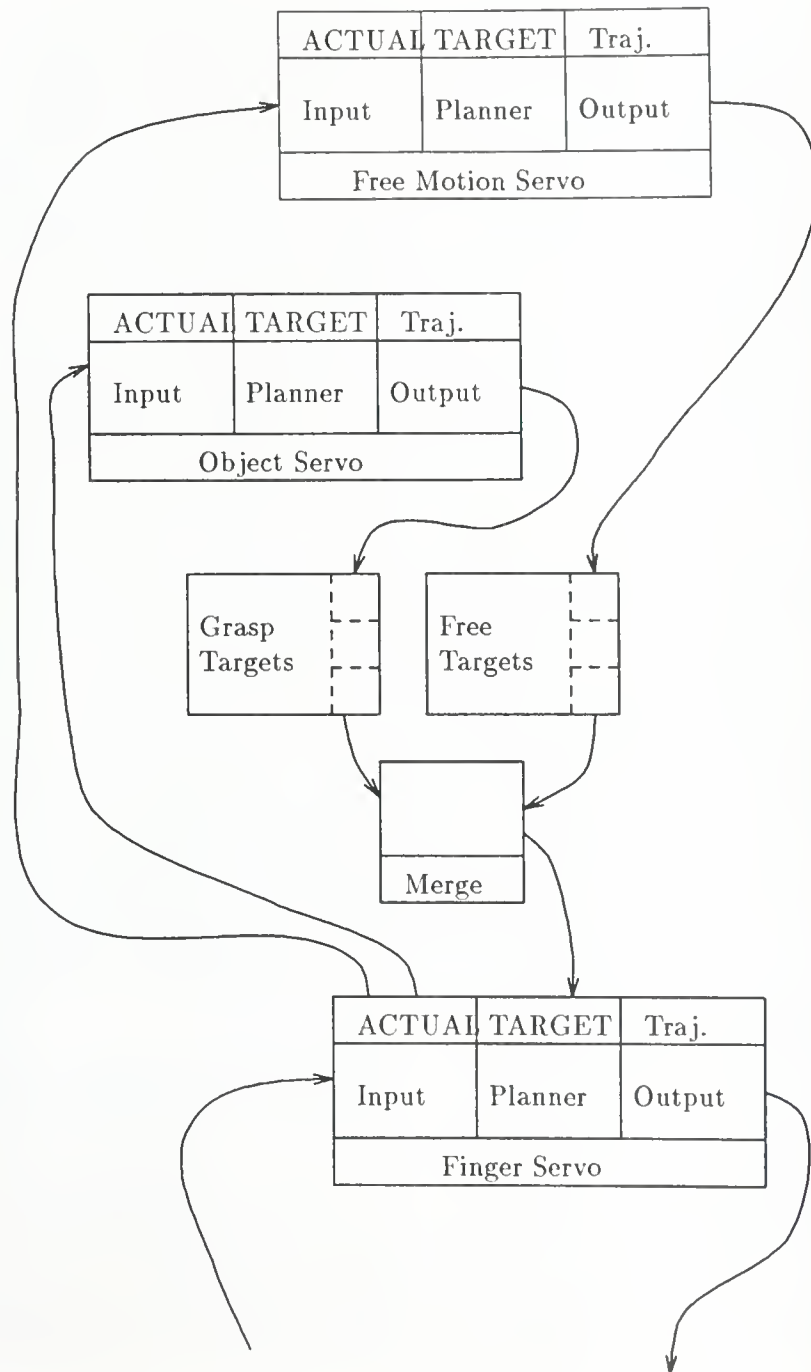 ACTUAL TARGET Traj.
Input Planner Output
Free Motion Servo
ACTUAL TARGET Traj.
Input Planner Output
Object Servo
Grasp
Targets
Free
Targets
Merge
ACTUAL TARGET Traj.
Input Planner Output
Finger Servo